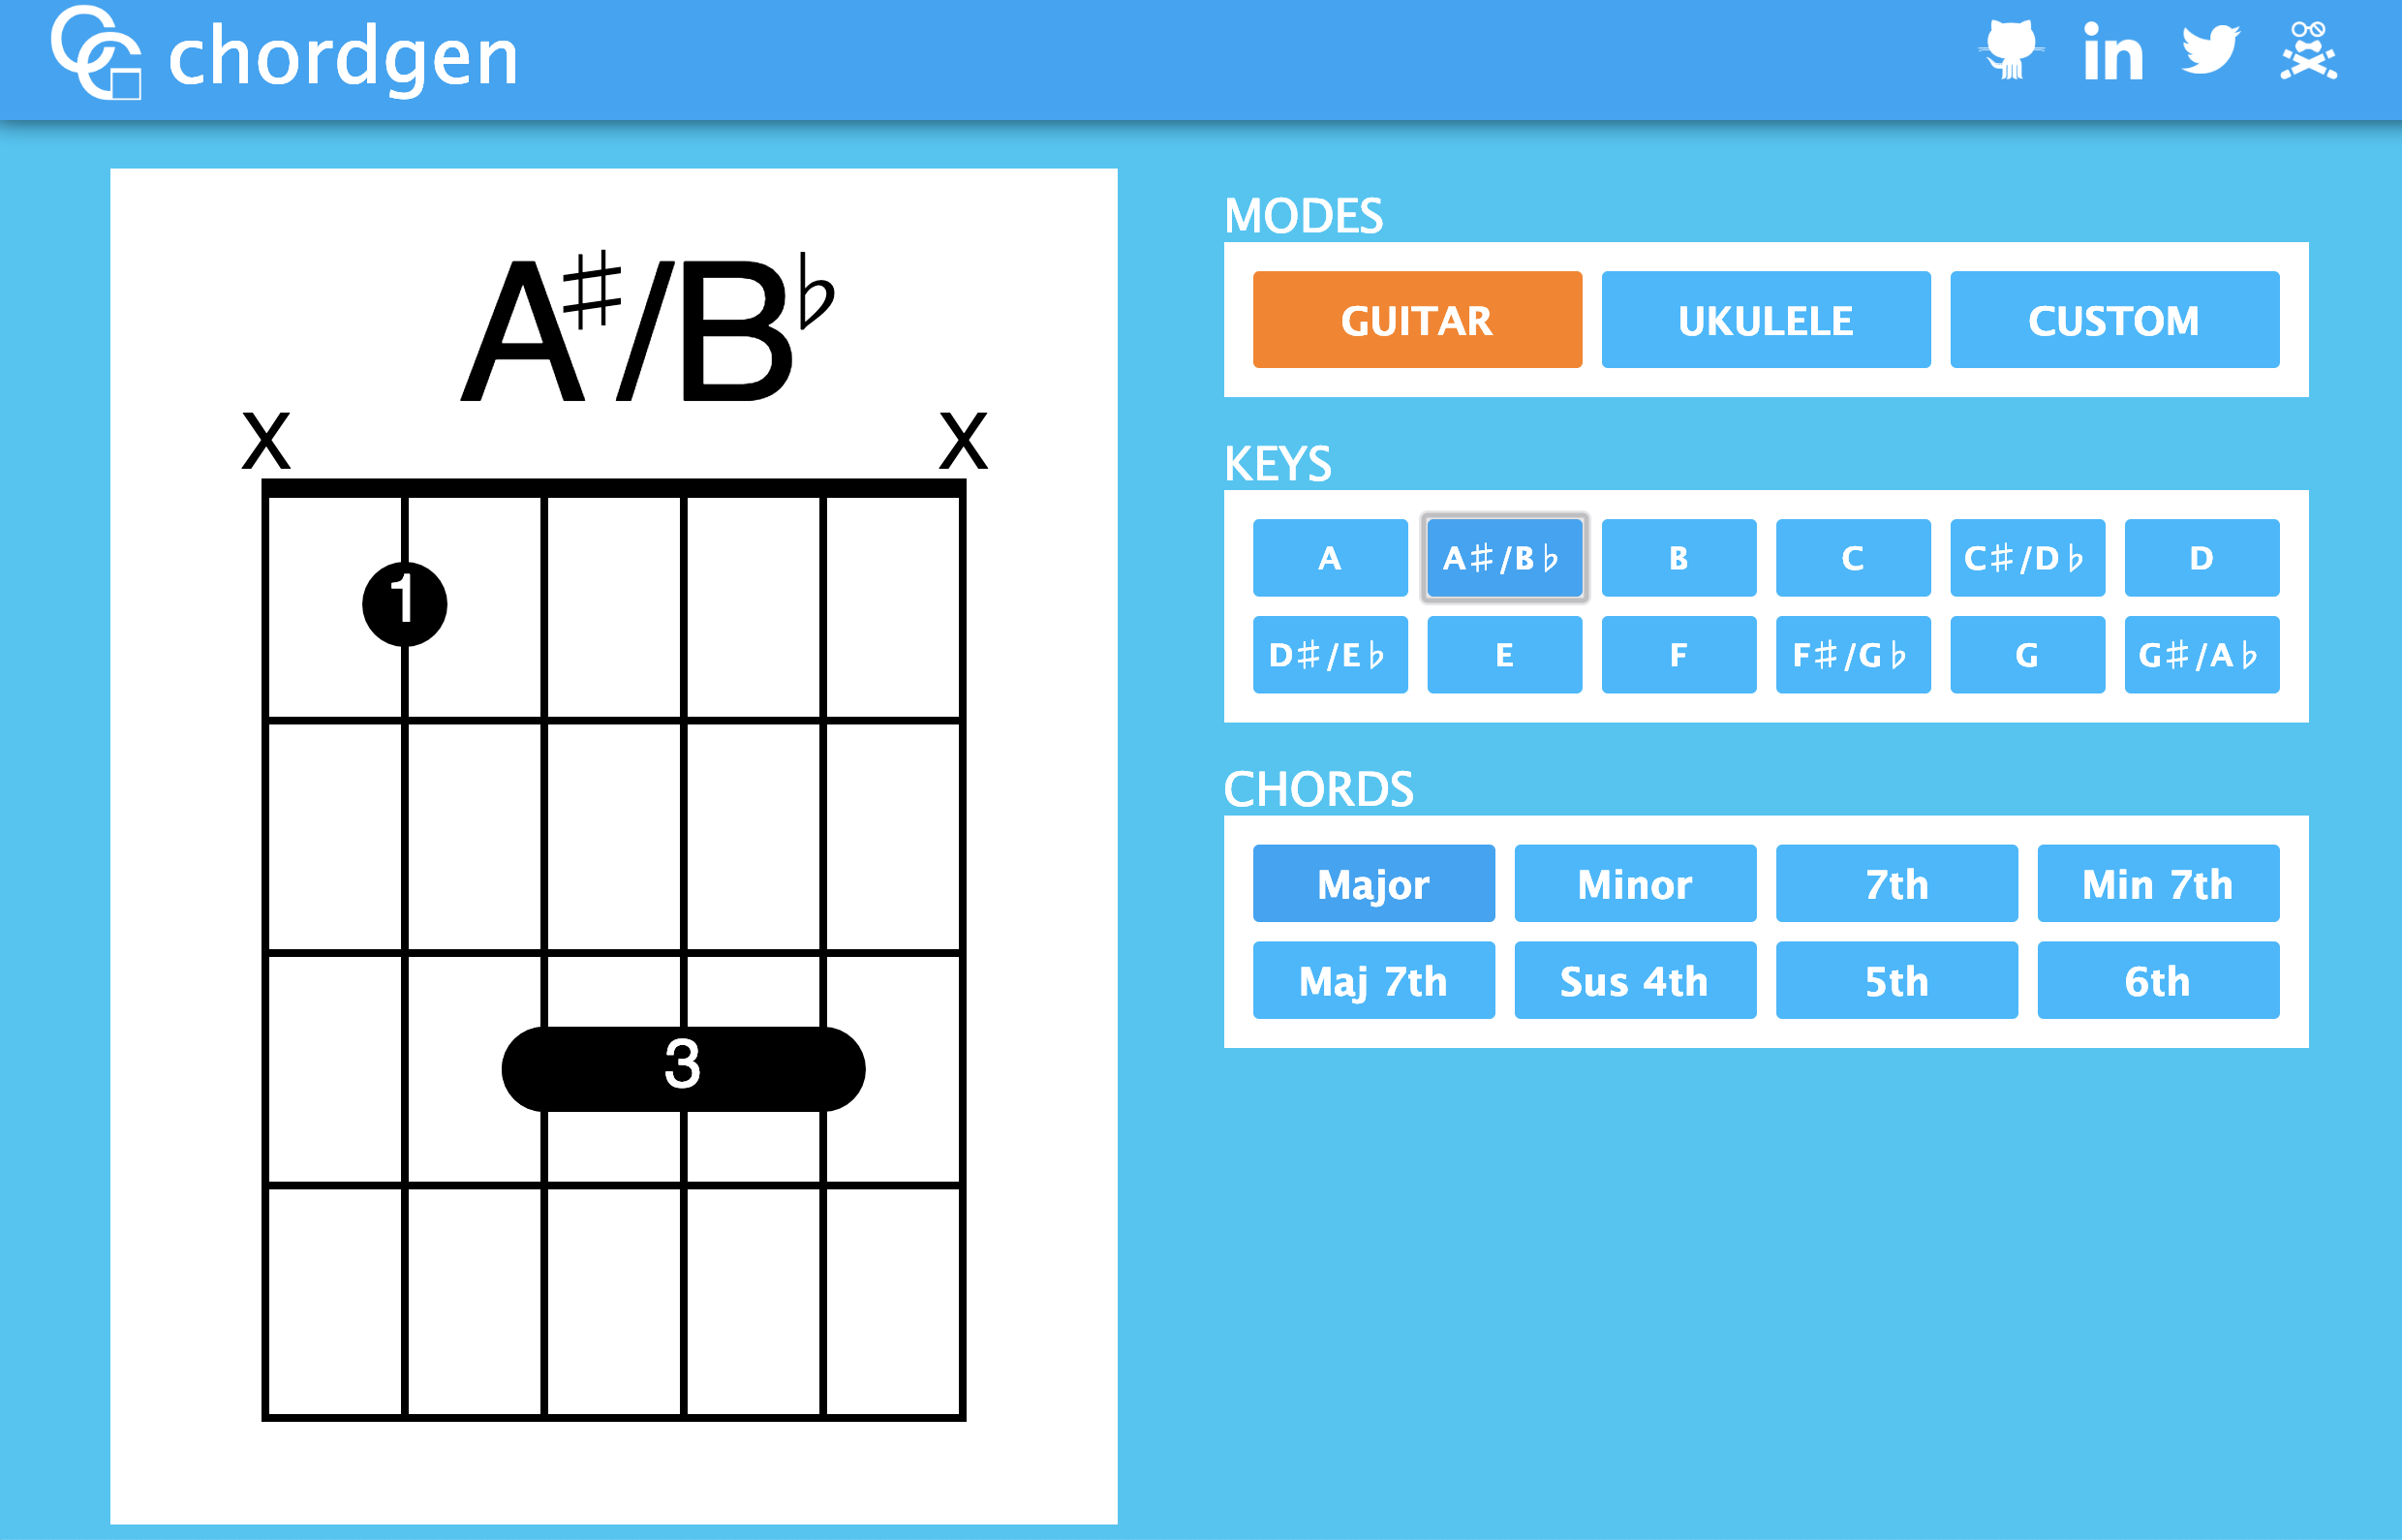 chordgen
A♯/B♭
X X
1
3
MODES
GUITAR UKULELE CUSTOM
KEYS
A A♯/B♭ B C C♯/D♭ D
D♯/E♭ E F F♯/G♭ G G♯/A♭
CHORDS
Major Minor 7th Min 7th
Maj 7th Sus 4th 5th 6th